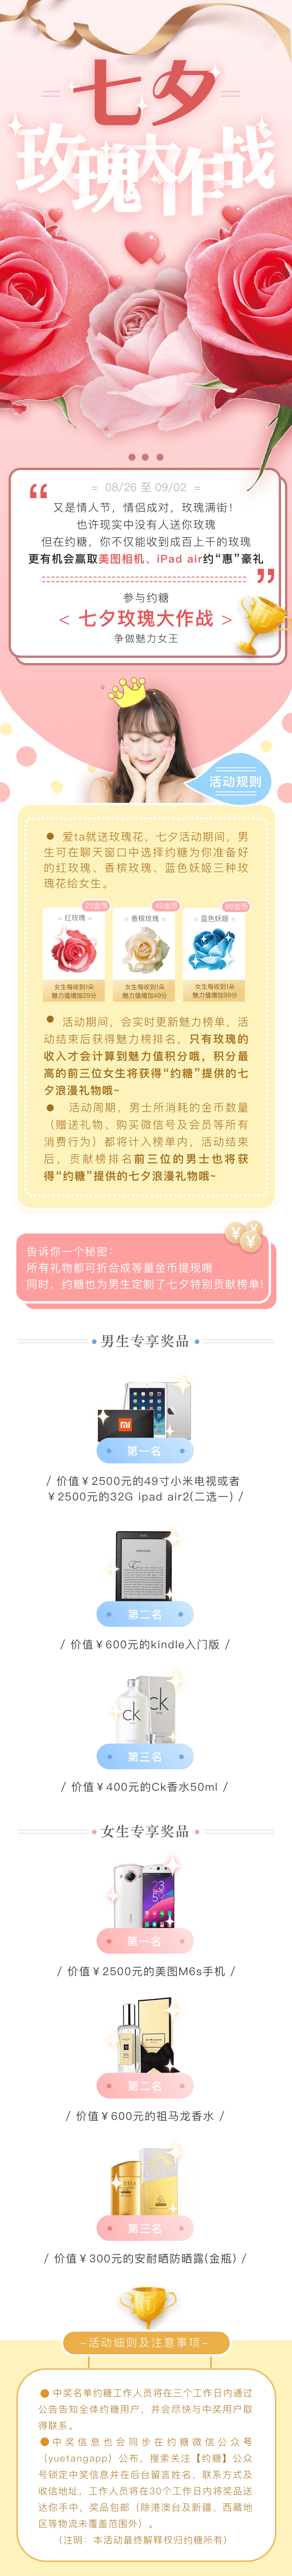 七夕
玫瑰大作战
= 08/26 至 09/02 =
又是情人节，情侣成对，玫瑰满街！
也许现实中没有人送你玫瑰
但在约糖，你不仅能收到成百上千的玫瑰
更有机会赢取美图相机、iPad air约“惠”豪礼
参与约糖
< 七夕玫瑰大作战 >
争做魅力女王
活动规则
● 爱ta就送玫瑰花，七夕活动期间，男
生可在聊天窗口中选择约糖为你准备好
的红玫瑰、香槟玫瑰、蓝色妖姬三种玫
瑰花给女生。
29金币
49金币
99金币
= 红玫瑰 =
= 香槟玫瑰 =
= 蓝色妖姬 =
女生每收到1朵
魅力值增加29分
女生每收到1朵
魅力值增加49分
女生每收到1朵
魅力值增加99分
● 活动期间，会实时更新魅力榜单，活
动结束后获得魅力榜排名，只有玫瑰的
收入才会计算到魅力值积分哦，积分最
高的前三位女生将获得“约糖”提供的七
夕浪漫礼物哦~
● 活动周期，男士所消耗的金币数量
（赠送礼物、购买微信号及会员等所有
消费行为）都将计入榜单内，活动结束
后，贡献榜排名前三位的男士也将获
得“约糖”提供的七夕浪漫礼物哦~
告诉你一个秘密：
所有礼物都可拆合成等量金币提现哦
同时，约糖也为男生定制了七夕特别贡献榜单!
男生专享奖品
第一名
/ 价值￥2500元的49寸小米电视或者
￥2500元的32G ipad air2(二选一) /
第二名
/ 价值￥600元的kindle入门版 /
ck
ck
第三名
/ 价值￥400元的Ck香水50ml /
女生专享奖品
第一名
/ 价值￥2500元的美图M6s手机 /
第二名
/ 价值￥600元的祖马龙香水 /
第三名
/ 价值￥300元的安耐晒防晒露(金瓶) /
–活动细则及注意事项–
● 中奖名单约糖工作人员将在三个工作日内通过
公告告知全体约糖用户，并会尽快与中奖用户取
得联系。
● 中奖信息也会同步在约糖微信公众号
（yuetangapp）公布，搜索关注【约糖】公众
号锁定中奖信息并在后台留言姓名、联系方式及
收信地址，工作人员将在30个工作日内将奖品送
达你手中，奖品包邮（除港澳台及新疆、西藏地
区等物流未覆盖范围外）。
（注明：本活动最终解释权归约糖所有）